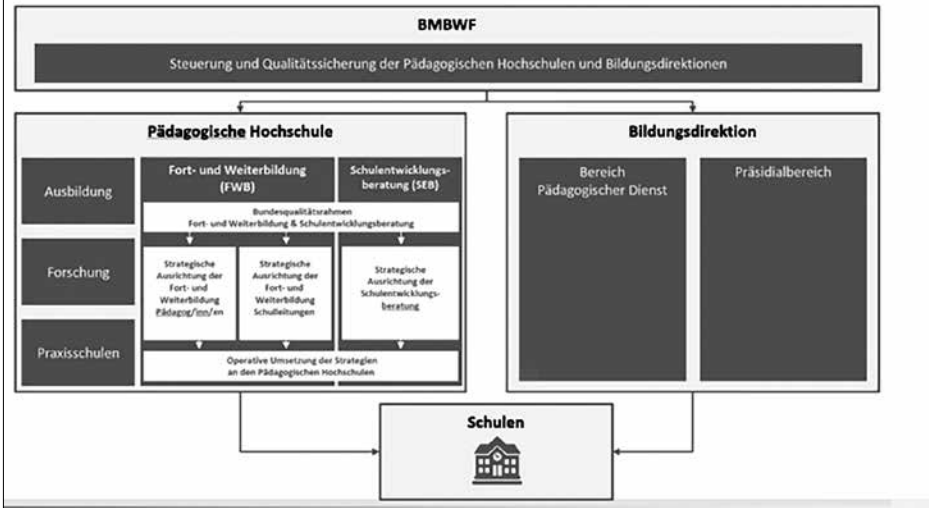 BMBWF
Steuerung und Qualitätssicherung der Pädagogischen Hochschulen und Bildungsdirektionen
Pädagogische Hochschule
Ausbildung
Forschung
Praxisschulen
Fort- und Weiterbildung
(FWB)
Schulentwicklungs-
beratung (SEB)
Bundesqualitätsrahmen
Fort- und Weiterbildung & Schulentwicklungsberatung
Strategische
Ausrichtung der
Fort- und
Weiterbildung
Pädagog/inn/en
Strategische
Ausrichtung der
Fort- und
Weiterbildung
Schulleitungen
Strategische
Ausrichtung der
Schulentwicklungs-
beratung
Operative Umsetzung der Strategien
an den Pädagogischen Hochschulen
Bildungsdirektion
Bereich
Pädagogischer Dienst
Präsidialbereich
Schulen